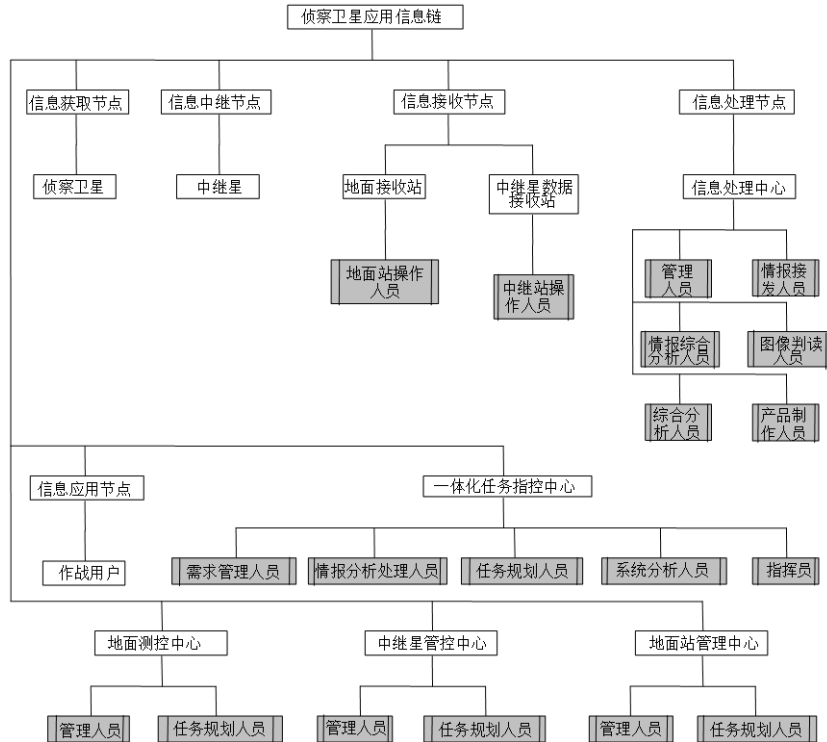 侦察卫星应用信息链
信息获取节点
信息中继节点
信息接收节点
信息处理节点
侦察卫星
中继星
地面接收站
中继星数据
接收站
信息处理中心
地面站操作
人员
中继站操
作人员
管理
人员
情报接
发人员
情报综合
分析人员
图像判读
人员
综合分
析人员
产品制
作人员
信息应用节点
一体化任务指控中心
作战用户
需求管理人员
情报分析处理人员
任务规划人员
系统分析人员
指挥员
地面测控中心
中继星管控中心
地面站管理中心
管理人员
任务规划人员
管理人员
任务规划人员
管理人员
任务规划人员